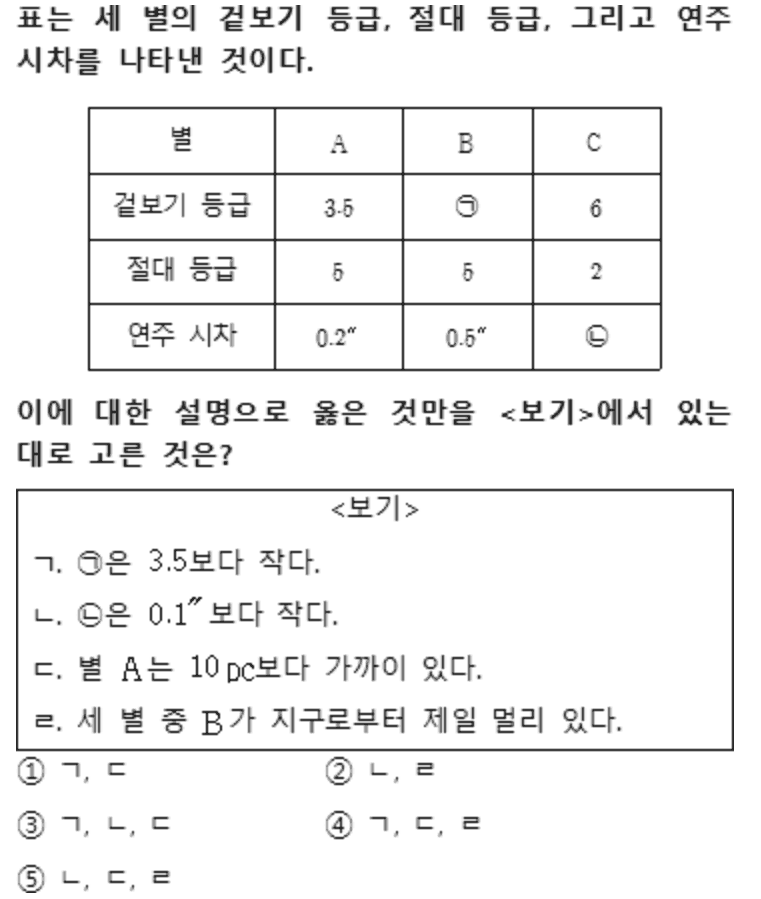 표는 세 별의 겉보기 등급, 절대 등급, 그리고 연주
시차를 나타낸 것이다.
별 A B C
겉보기 등급 3.5 ㉠ 6
절대 등급 5 5 2
연주 시차 0.2″ 0.5″ ㉡
이에 대한 설명으로 옳은 것만을 <보기>에서 있는
대로 고른 것은?
<보기>
ㄱ. ㉠은 3.5보다 작다.
ㄴ. ㉡은 0.1″보다 작다.
ㄷ. 별 A는 10pc보다 가까이 있다.
ㄹ. 세 별 중 B가 지구로부터 제일 멀리 있다.
① ㄱ, ㄷ ② ㄴ, ㄹ
③ ㄱ, ㄴ, ㄷ ④ ㄱ, ㄷ, ㄹ
⑤ ㄴ, ㄷ, ㄹ